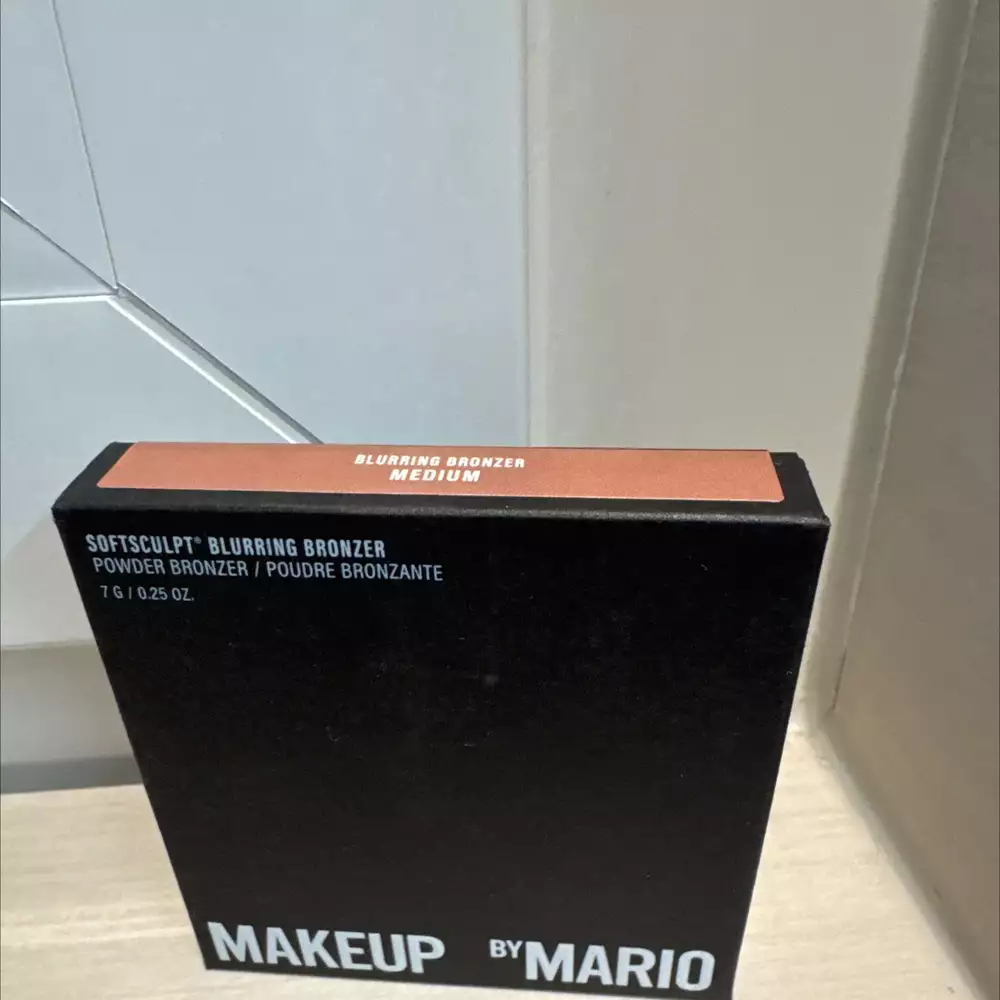 BLURRING BRONZER
MEDIUM
SOFTSCULPT® BLURRING BRONZER
POWDER BRONZER / POUDRE BRONZANTE
7 G / 0.25 OZ.
MAKEUP BY MARIO